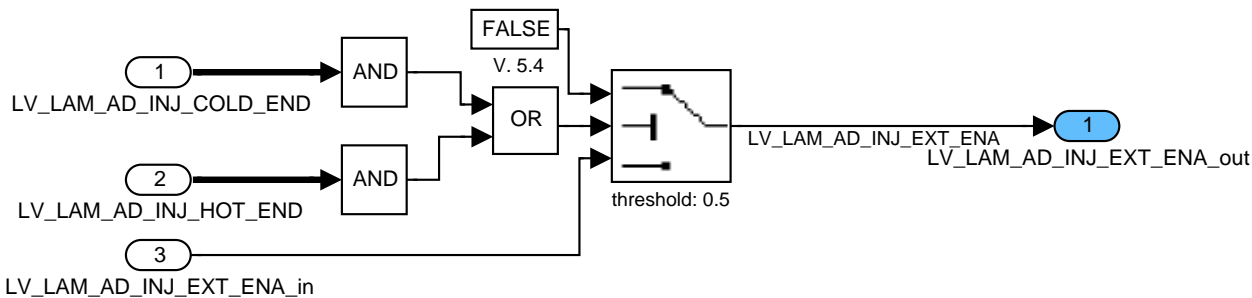 FALSE
V. 5.4
1
AND
LV_LAM_AD_INJ_COLD_END
OR
LV_LAM_AD_INJ_EXT_ENA
1
LV_LAM_AD_INJ_EXT_ENA_out
2
AND
LV_LAM_AD_INJ_HOT_END
threshold: 0.5
3
LV_LAM_AD_INJ_EXT_ENA_in